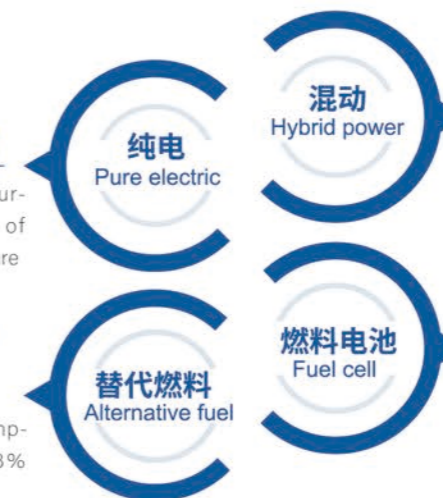 纯电
Pure electric
混动
Hybrid power
替代燃料
Alternative fuel
燃料电池
Fuel cell
of